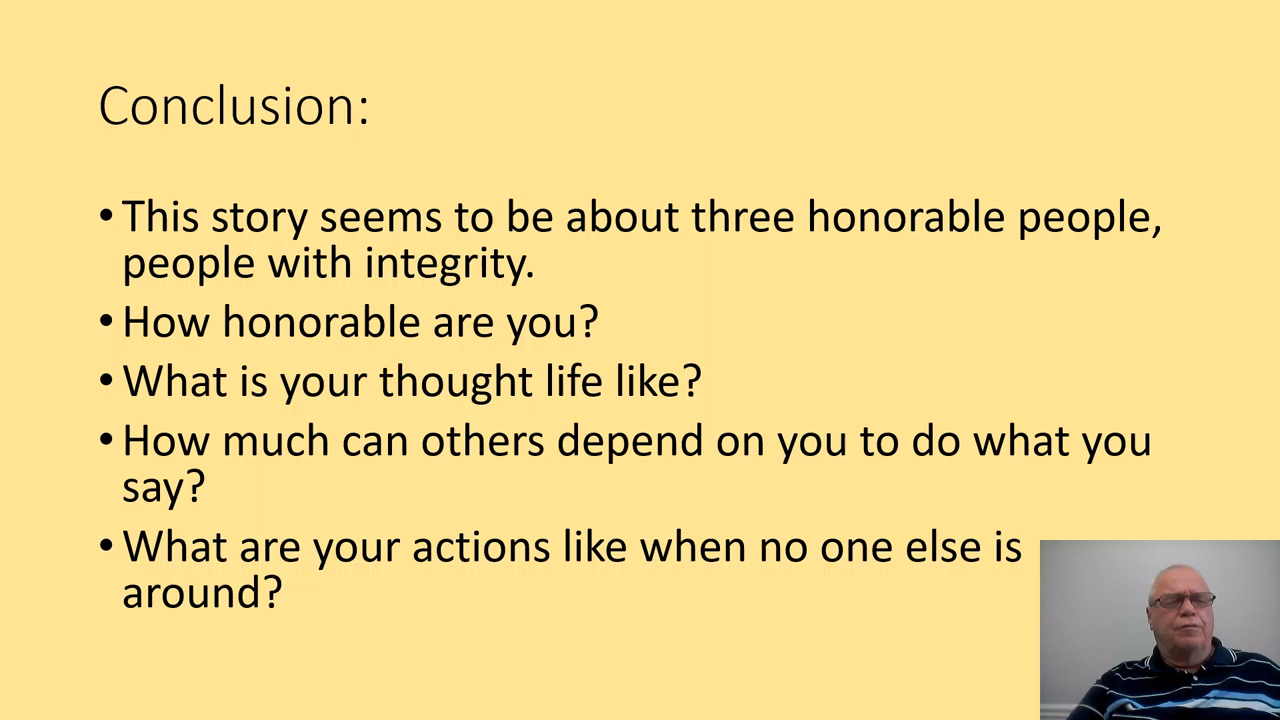 Conclusion:
• This story seems to be about three honorable people,
people with integrity.
• How honorable are you?
• What is your thought life like?
• How much can others depend on you to do what you
say?
• What are your actions like when no one else is
around?